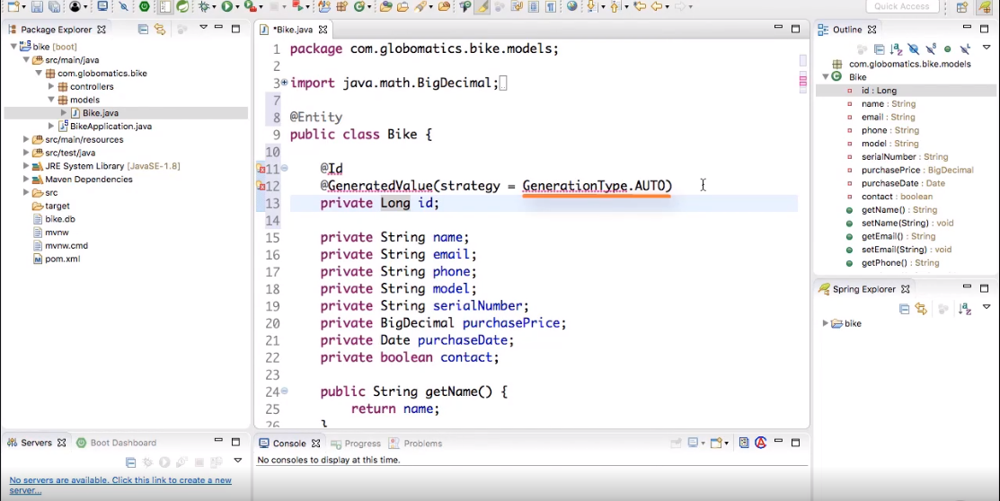 Quick Access
Package Explorer
bike [boot]
src/main/java
com.globomatics.bike
controllers
models
Bike.java
BikeApplication.java
src/main/resources
src/test/java
JRE System Library [JavaSE-1.8]
Maven Dependencies
src
target
bike.db
mvnw
mvnw.cmd
pom.xml
Servers
Boot Dashboard
No servers are available. Click this link to create a new
server...
*Bike.java
1 package com.globomatics.bike.models;
2
3 import java.math.BigDecimal;
7
8 @Entity
9 public class Bike {
10
11 @Id
12 @GeneratedValue(strategy = GenerationType.AUTO)
13 private Long id;
14
15 private String name;
16 private String email;
17 private String phone;
18 private String model;
19 private String serialNumber;
20 private BigDecimal purchasePrice;
21 private Date purchaseDate;
22 private boolean contact;
23
24 public String getName() {
25 return name;
26 }
Console
Progress
Problems
No consoles to display at this time.
Outline
com.globomatics.bike.models
Bike
id : Long
name : String
email : String
phone : String
model : String
serialNumber : String
purchasePrice : BigDecimal
purchaseDate : Date
contact : boolean
getName() : String
setName(String) : void
getEmail() : String
setEmail(String) : void
getPhone() : String
Spring Explorer
bike